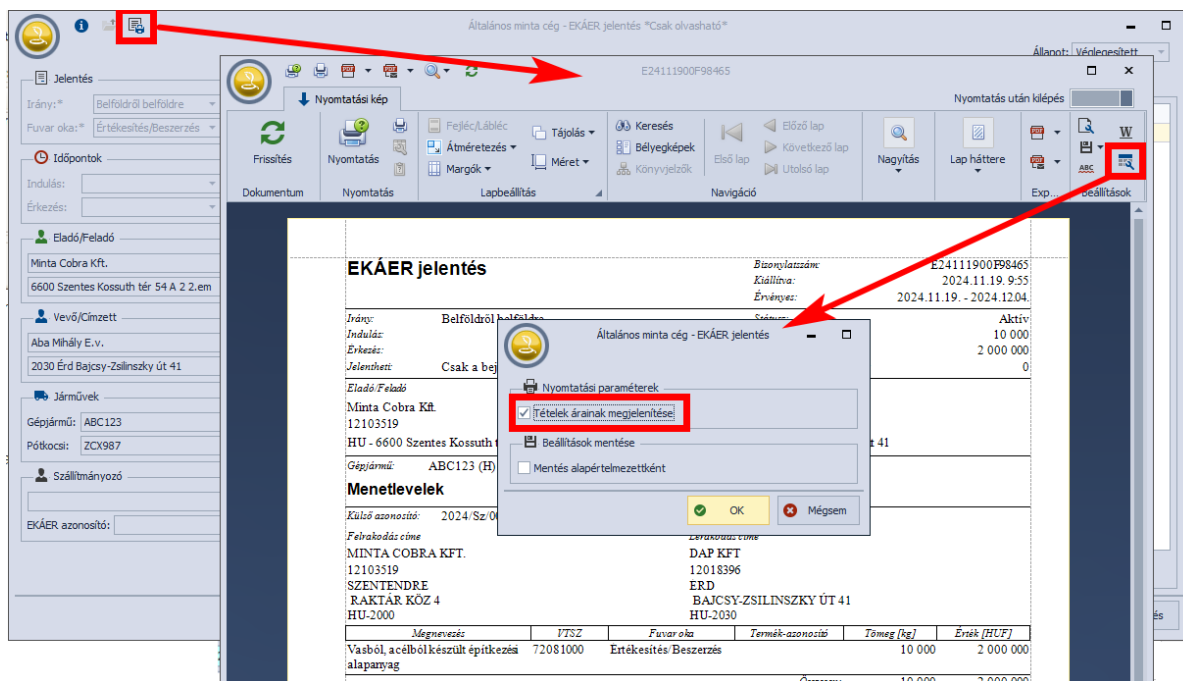 Általános minta cég - EKÁER jelentés *Csak olvasható*
Állapot: Véglegesített
Jelentés
Irány:* Belföldről belföldre
Fuvar oka:* Értékesítés/Beszerzés
Időpontok
Indulás:
Érkezés:
Eladó/Feladó
Minta Cobra Kft.
6600 Szentes Kossuth tér 54 A 2 2.em
Vevő/Címzett
Aba Mihály E.v.
2030 Érd Bajcsy-Zsilinszky út 41
Járművek
Gépjármű: ABC123
Pótkocsi: ZCX987
Szállítmányozó
EKÁER azonosító:
E24111900F98465
Nyomtatási kép
Nyomtatás után kilépés
Frissítés
Dokumentum
Nyomtatás
Nyomtatás
Fejléc/Lábléc
Átméretezés
Margók
Tájolás
Méret
Lapbeállítás
Keresés
Bélyegképek
Könyvjelzők
Első lap
Előző lap
Következő lap
Utolsó lap
Navigáció
Nagyítás
Lap háttere
Exp...
W
ABC
Beállítások
EKÁER jelentés
Bizonylatszám: E24111900F98465
Kiállítva: 2024.11.19. 9:55
Érvényes: 2024.11.19. - 2024.12.04.
Irány: Belföldről belföldre
Státusz: Aktív
Indulás: 10 000
Érkezés: 2 000 000
Jelentheti: Csak a bej
0
Eladó/Feladó
Minta Cobra Kft.
12103519
HU - 6600 Szentes Kossuth t
t 41
Gépjármű: ABC123 (H)
Menetlevelek
Külső azonosító: 2024/Sz/00
Általános minta cég - EKÁER jelentés
Nyomtatási paraméterek
Tételek árainak megjelenítése
Beállítások mentése
Mentés alapértelmezettként
OK
Mégsem
Felrakodás címe
MINTA COBRA KFT.
12103519
SZENTENDRE
RAKTÁR KÖZ 4
HU-2000
Lerakodás címe
DAP KFT
12018396
ERD
BAJCSY-ZSILINSZKY ÚT 41
HU-2030
Megnevezés VTSZ Fuvar oka Termék-azonosító Tömeg [kg] Érték [HUF]
Vasból, acélból készült építkezési 72081000 Értékesítés/Beszerzés 10 000 2 000 000
alapanyag
Összesen: 10 000 2 000 000
és